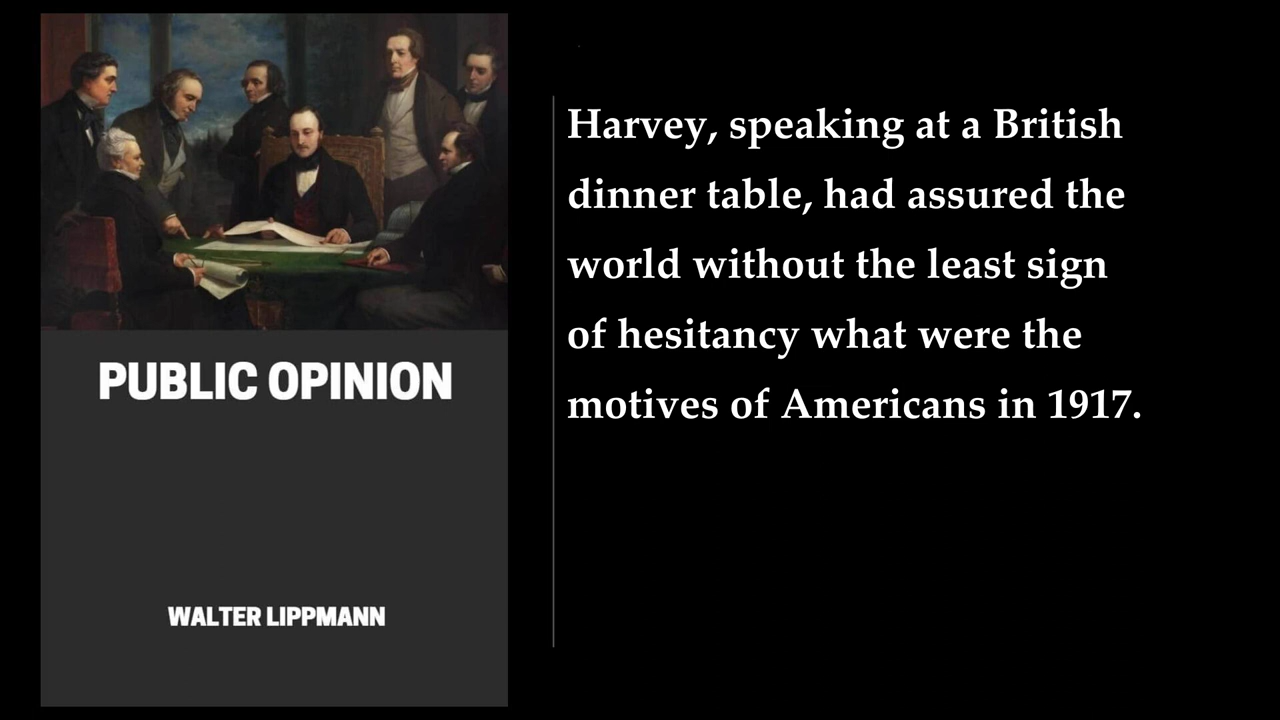 PUBLIC OPINION
WALTER LIPPMANN
Harvey, speaking at a British
dinner table, had assured the
world without the least sign
of hesitancy what were the
motives of Americans in 1917.